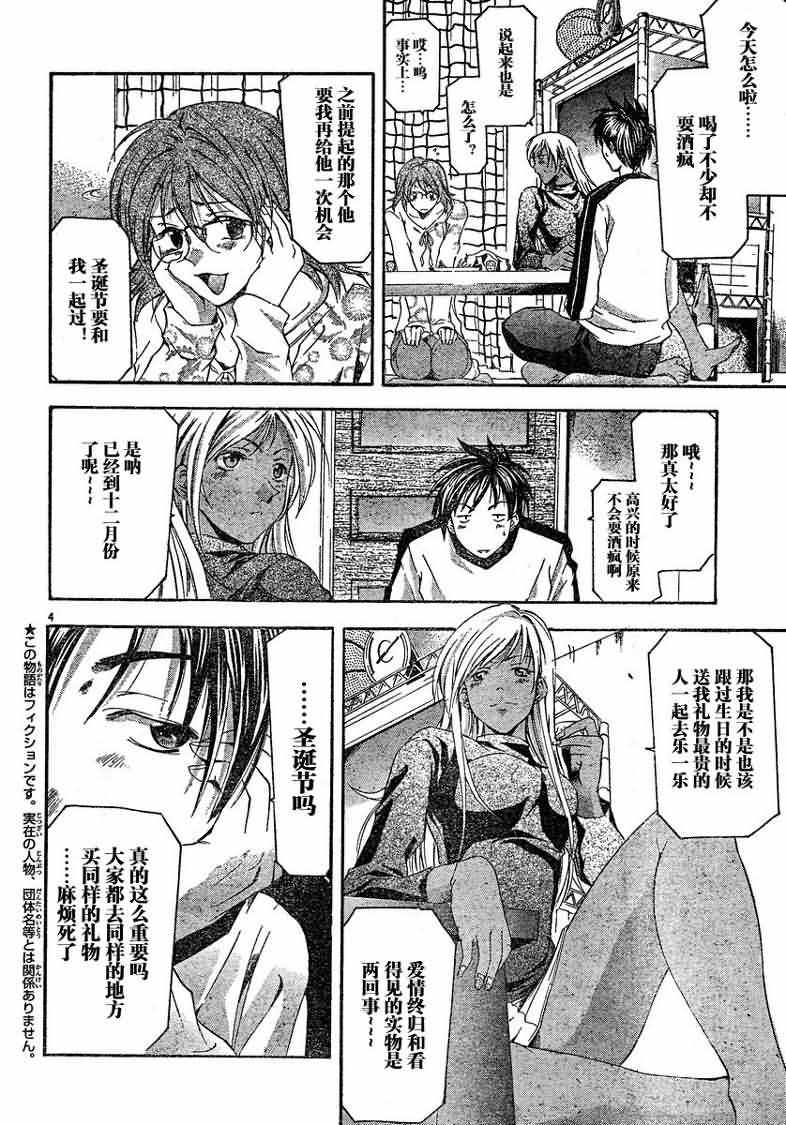 今天怎么啦……
喝了不少却不
耍酒疯
说起来也是
怎么了？
哎…呜
事实上…
之前提起的那个他
要我再给他一次机会
圣诞节要和
我一起过！
哦~
那真太好了
高兴的时候原来
不会耍酒疯啊
是呐
已经到十二月份
了呢~~~
那我是不是也该
跟过生日的时候
送我礼物最贵的
人一起去乐一乐
爱情终归和看
得见的实物是
两回事~~~
……圣诞节吗
真的这么重要吗
大家都去同样的地方
买同样的礼物
……麻烦死了
4
★この物語はフィクションです。実在の人物、団体名等とは関係ありません。